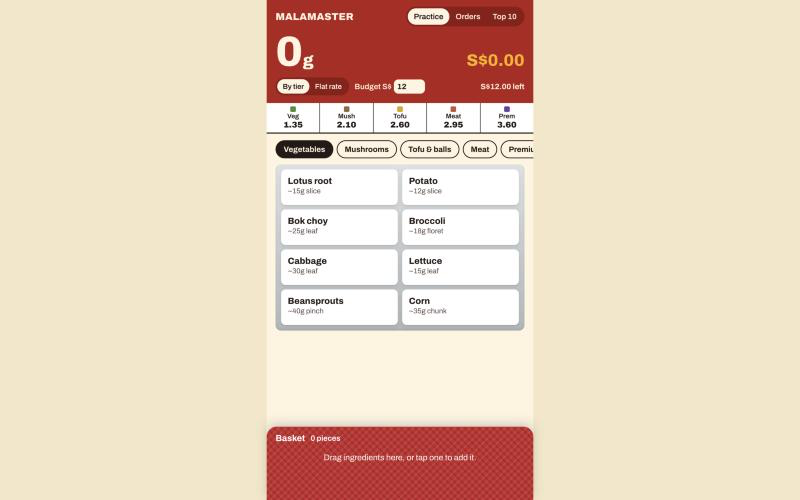 MALAMASTER
Practice Orders Top 10
0g
S$0.00
By tier Flat rate Budget S$ 12 S$12.00 left
Veg Mush Tofu Meat Prem
1.35 2.10 2.60 2.95 3.60
Vegetables Mushrooms Tofu & balls Meat Premiu
Lotus root Potato
~15g slice ~12g slice
Bok choy Broccoli
~25g leaf ~18g floret
Cabbage Lettuce
~30g leaf ~15g leaf
Beansprouts Corn
~40g pinch ~35g chunk
Basket 0 pieces
Drag ingredients here, or tap one to add it.